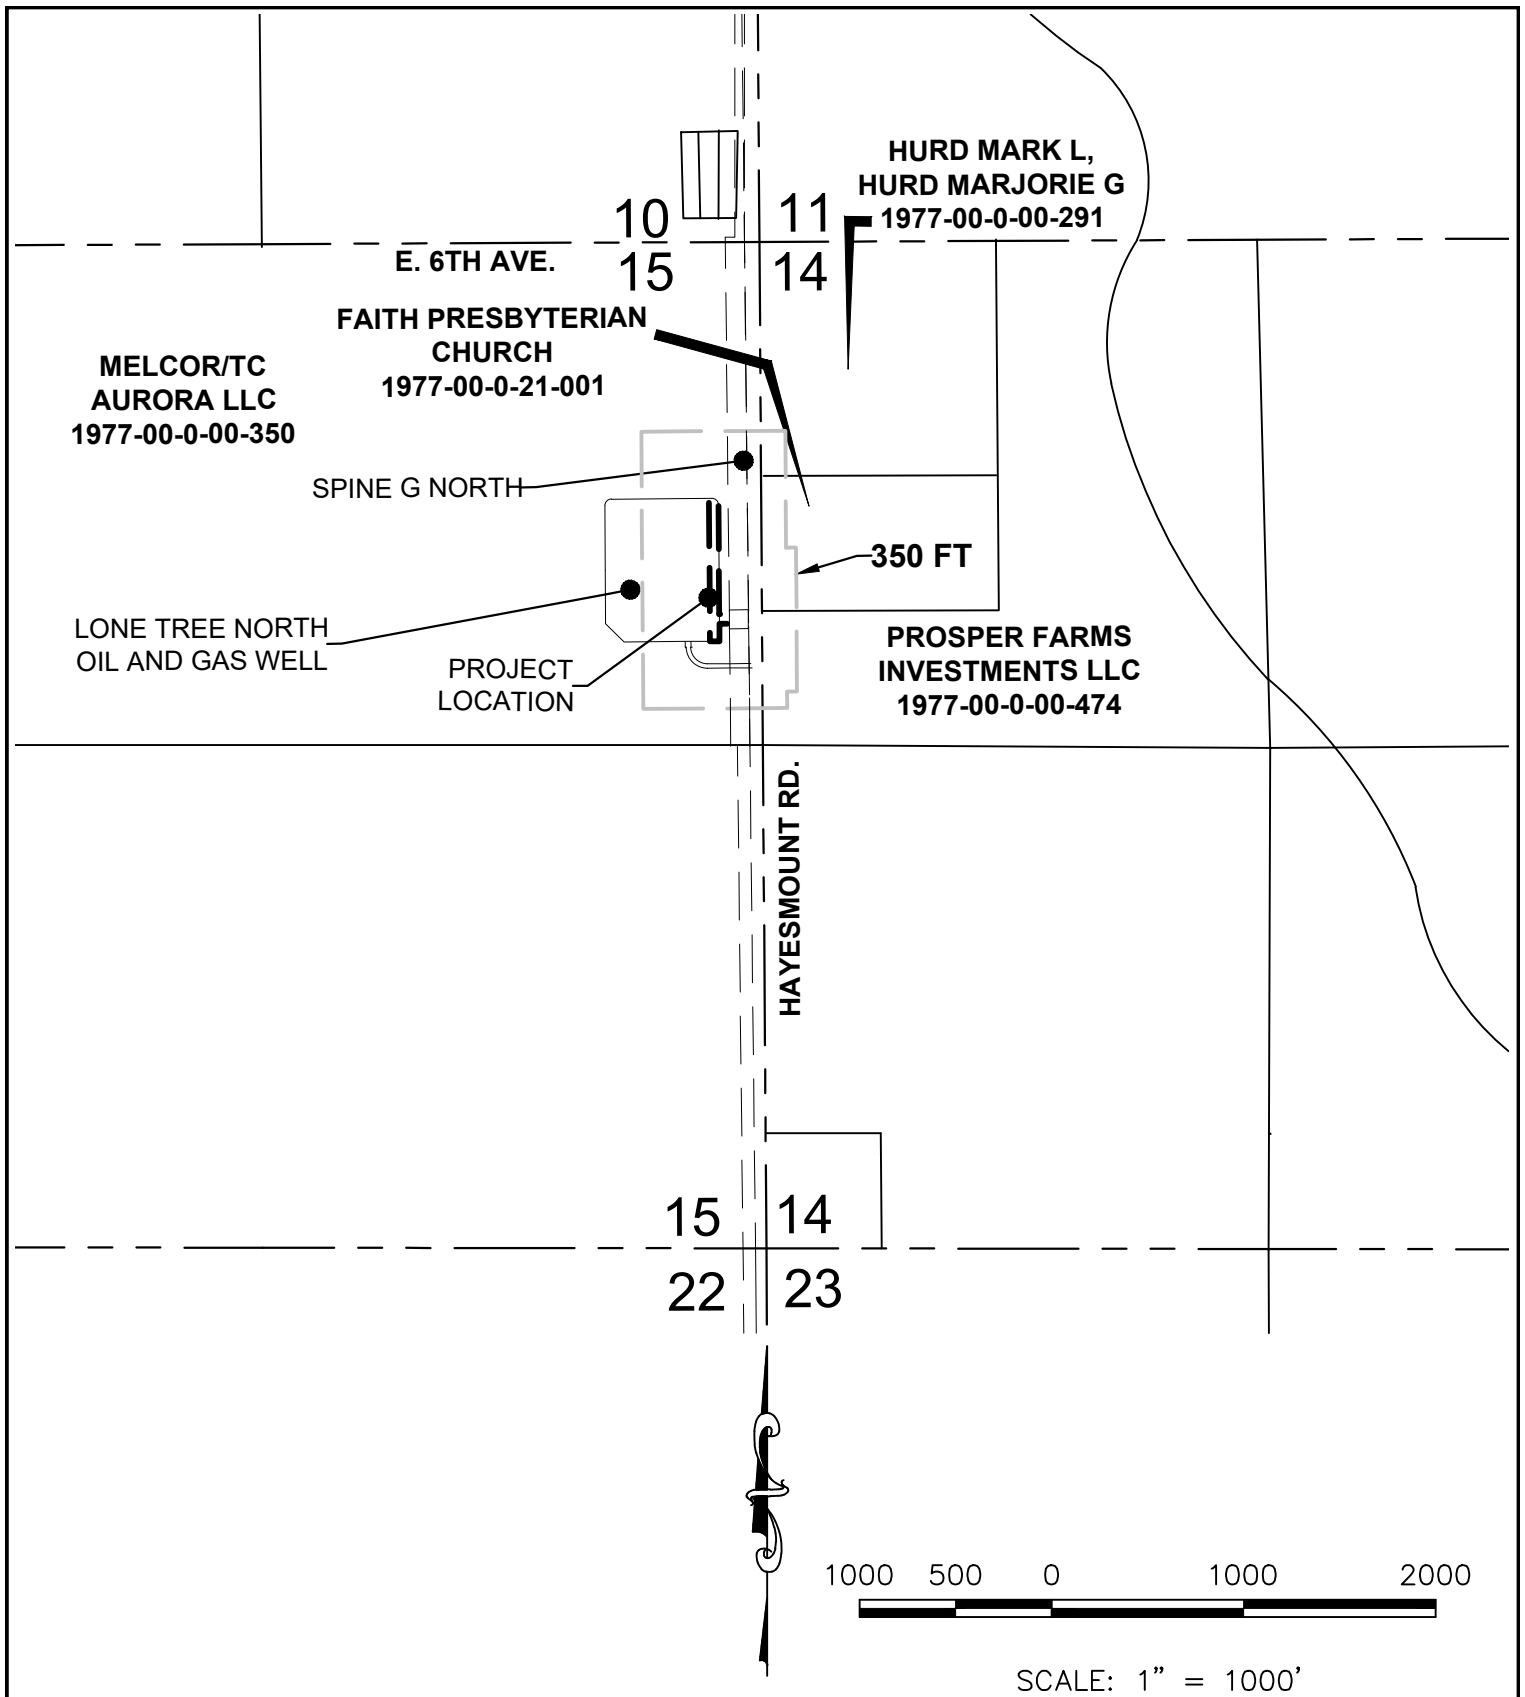 HURD MARK L,
HURD MARJORIE G
1977-00-0-00-291
10
11
E. 6TH AVE.
15
14
FAITH PRESBYTERIAN
CHURCH
1977-00-0-21-001
MELCOR/TC
AURORA LLC
1977-00-0-00-350
SPINE G NORTH
350 FT
LONE TREE NORTH
OIL AND GAS WELL
PROJECT
LOCATION
PROSPER FARMS
INVESTMENTS LLC
1977-00-0-00-474
HAYESMOUNT RD.
15
14
22
23
1000 500 0 1000 2000
SCALE: 1” = 1000’